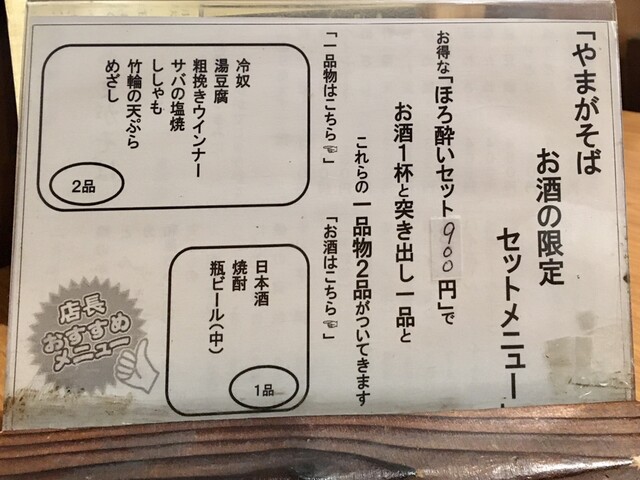 「やまがそば
お酒の限定
セットメニュー」
お得な「ほろ酔いセット900円」で
お酒1杯と突き出し一品と
これらの一品物2品がついてきます
「一品物はこちら☜」
「お酒はこちら☜」
冷奴
湯豆腐
粗挽きウインナー
サバの塩焼
ししゃも
竹輪の天ぷら
めざし
2品
日本酒
焼酎
瓶ビール(中)
1品
店長
おすすめ
メニュー